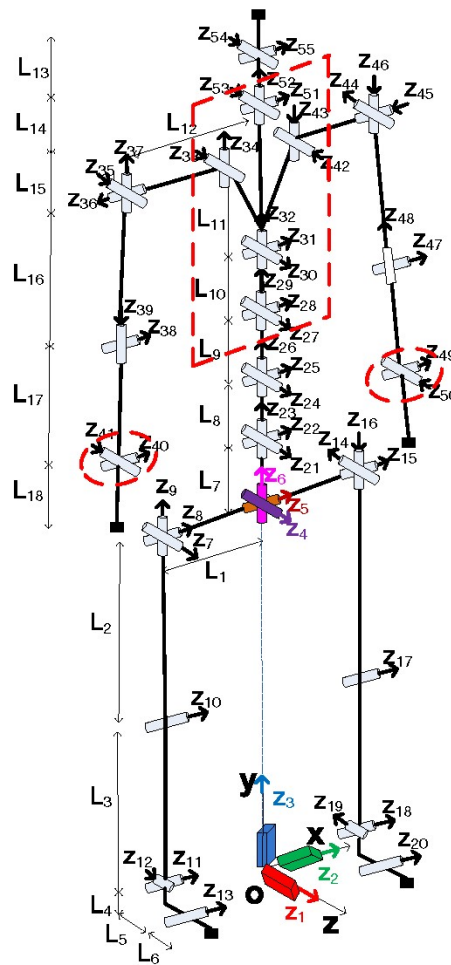 z54 z55
L13
z53 z52 z51 z46
z44 z45
L14 L12 z43
z37 z33 z34 z42
z35
L15 z36
L11 z32
z31 z48
z30 z47
L16 L10 z29
z39 z28
z38 z27
L9 z26
z25 z49
z24 z50
L17 L8 z23
z22 z16
z41 z40 z21 z14 z15
L18 z9 L7 z6
z8 z5
z7 z4
L1
L2
z17
z10
L3
y z3 x z19 z18
z12 z11 z2 z20
z13 O z1 z
L4
L5
L6